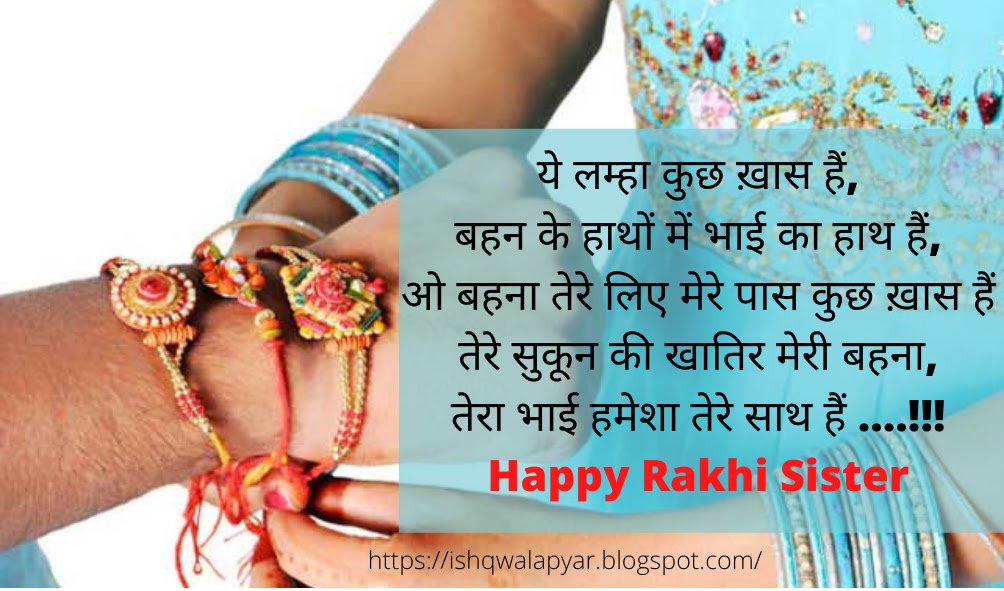 ये लम्हा कुछ ख़ास हैं,
बहन के हाथों में भाई का हाथ हैं,
ओ बहना तेरे लिए मेरे पास कुछ ख़ास हैं
तेरे सुकून की खातिर मेरी बहना,
तेरा भाई हमेशा तेरे साथ हैं ....!!!
Happy Rakhi Sister
https://ishqwalapyar.blogspot.com/